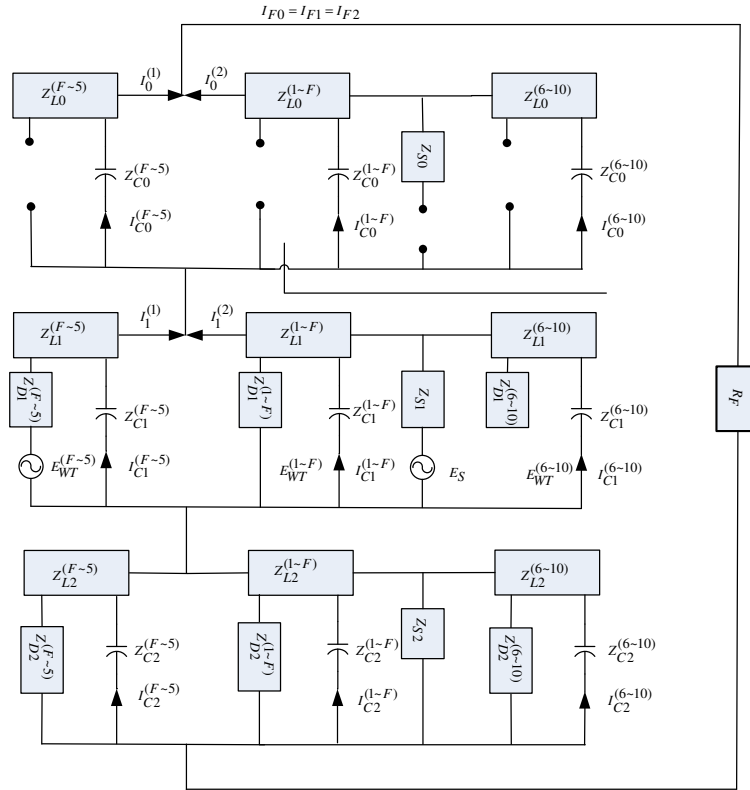 I_{F0} = I_{F1} = I_{F2}
Z_{L0}^{(F~5)} I_0^{(1)} I_0^{(2)} Z_{L0}^{(1~F)} Z_{L0}^{(6~10)}
Z_{C0}^{(F~5)} Z_{C0}^{(1~F)} Z_{S0} Z_{C0}^{(6~10)}
I_{C0}^{(F~5)} I_{C0}^{(1~F)} I_{C0}^{(6~10)}
Z_{L1}^{(F~5)} I_1^{(1)} I_1^{(2)} Z_{L1}^{(1~F)} Z_{L1}^{(6~10)}
Z_{D1}^{(F~5)} Z_{C1}^{(F~5)} Z_{D1}^{(1~F)} Z_{C1}^{(1~F)} Z_{S1} Z_{D1}^{(6~10)} Z_{C1}^{(6~10)} R_F
E_{WT}^{(F~5)} I_{C1}^{(F~5)} E_{WT}^{(1~F)} I_{C1}^{(1~F)} E_S E_{WT}^{(6~10)} I_{C1}^{(6~10)}
Z_{L2}^{(F~5)} Z_{L2}^{(1~F)} Z_{L2}^{(6~10)}
Z_{D2}^{(F~5)} Z_{C2}^{(F~5)} Z_{D2}^{(1~F)} Z_{C2}^{(1~F)} Z_{S2} Z_{D2}^{(6~10)} Z_{C2}^{(6~10)}
I_{C2}^{(F~5)} I_{C2}^{(1~F)} I_{C2}^{(6~10)}